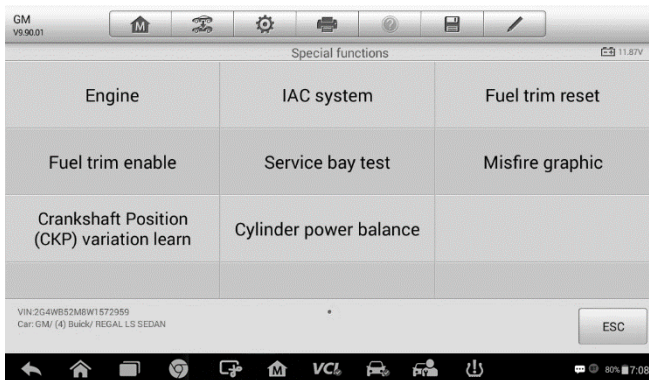 GM
V9.90.01
M
Special functions
11.87V
Engine
IAC system
Fuel trim reset
Fuel trim enable
Service bay test
Misfire graphic
Crankshaft Position
(CKP) variation learn
Cylinder power balance
VIN:2G4WB52M8W1572959
Car: GM/ (4) Buick/ REGAL LS SEDAN
ESC
M
VCI
80%
7:08